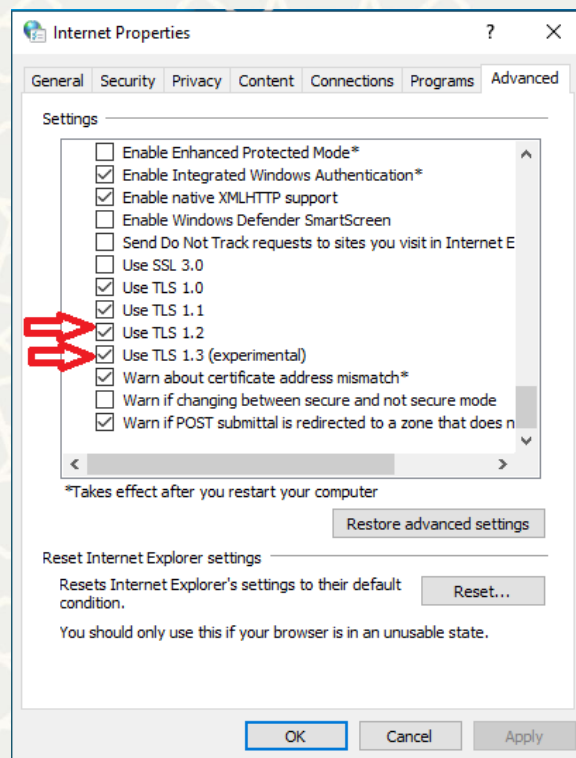 Internet Properties ?
General Security Privacy Content Connections Programs Advanced
Settings
Enable Enhanced Protected Mode*
Enable Integrated Windows Authentication*
Enable native XMLHTTP support
Enable Windows Defender SmartScreen
Send Do Not Track requests to sites you visit in Internet E
Use SSL 3.0
Use TLS 1.0
Use TLS 1.1
Use TLS 1.2
Use TLS 1.3 (experimental)
Warn about certificate address mismatch*
Warn if changing between secure and not secure mode
Warn if POST submittal is redirected to a zone that does n
*Takes effect after you restart your computer
Restore advanced settings
Reset Internet Explorer settings
Resets Internet Explorer's settings to their default
condition.
Reset...
You should only use this if your browser is in an unusable state.
OK Cancel Apply